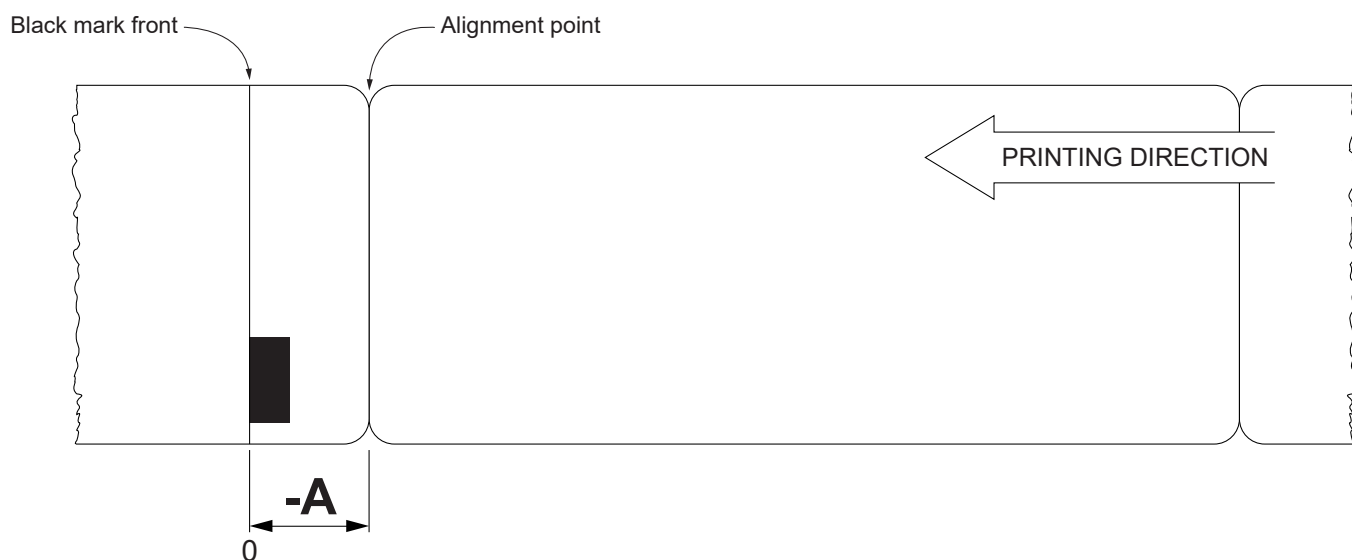 Black mark front
Alignment point
PRINTING DIRECTION
-A
0